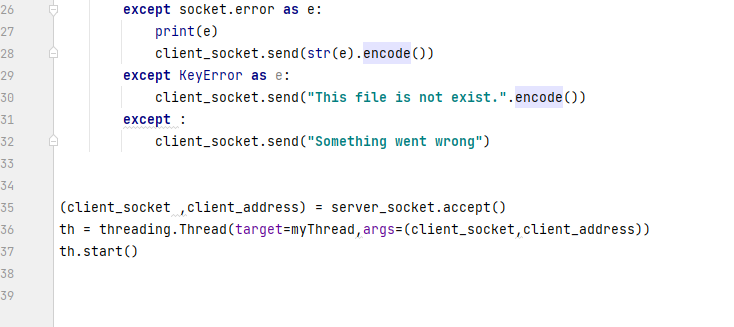 26 except socket.error as e:
27 print(e)
28 client_socket.send(str(e).encode())
29 except KeyError as e:
30 client_socket.send("This file is not exist.".encode())
31 except :
32 client_socket.send("Something went wrong")
33
34
35 (client_socket ,client_address) = server_socket.accept()
36 th = threading.Thread(target=myThread,args=(client_socket,client_address))
37 th.start()
38
39